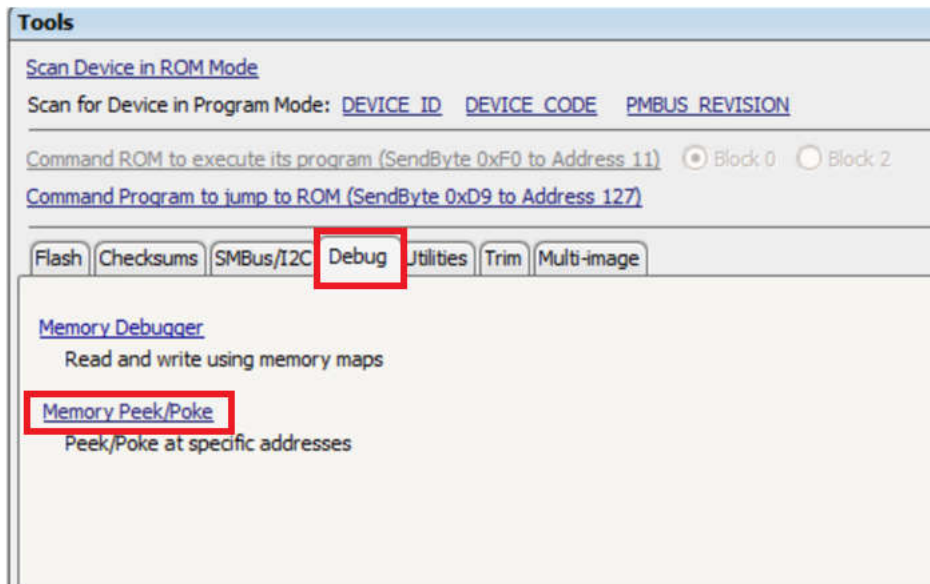 Tools
Scan Device in ROM Mode
Scan for Device in Program Mode: DEVICE_ID DEVICE_CODE PMBUS_REVISION
Command ROM to execute its program (SendByte 0xF0 to Address 11) Block 0 Block 2
Command Program to jump to ROM (SendByte 0xD9 to Address 127)
Flash Checksums SMBus/I2C Debug Utilities Trim Multi-image
Memory Debugger
Read and write using memory maps
Memory Peek/Poke
Peek/Poke at specific addresses